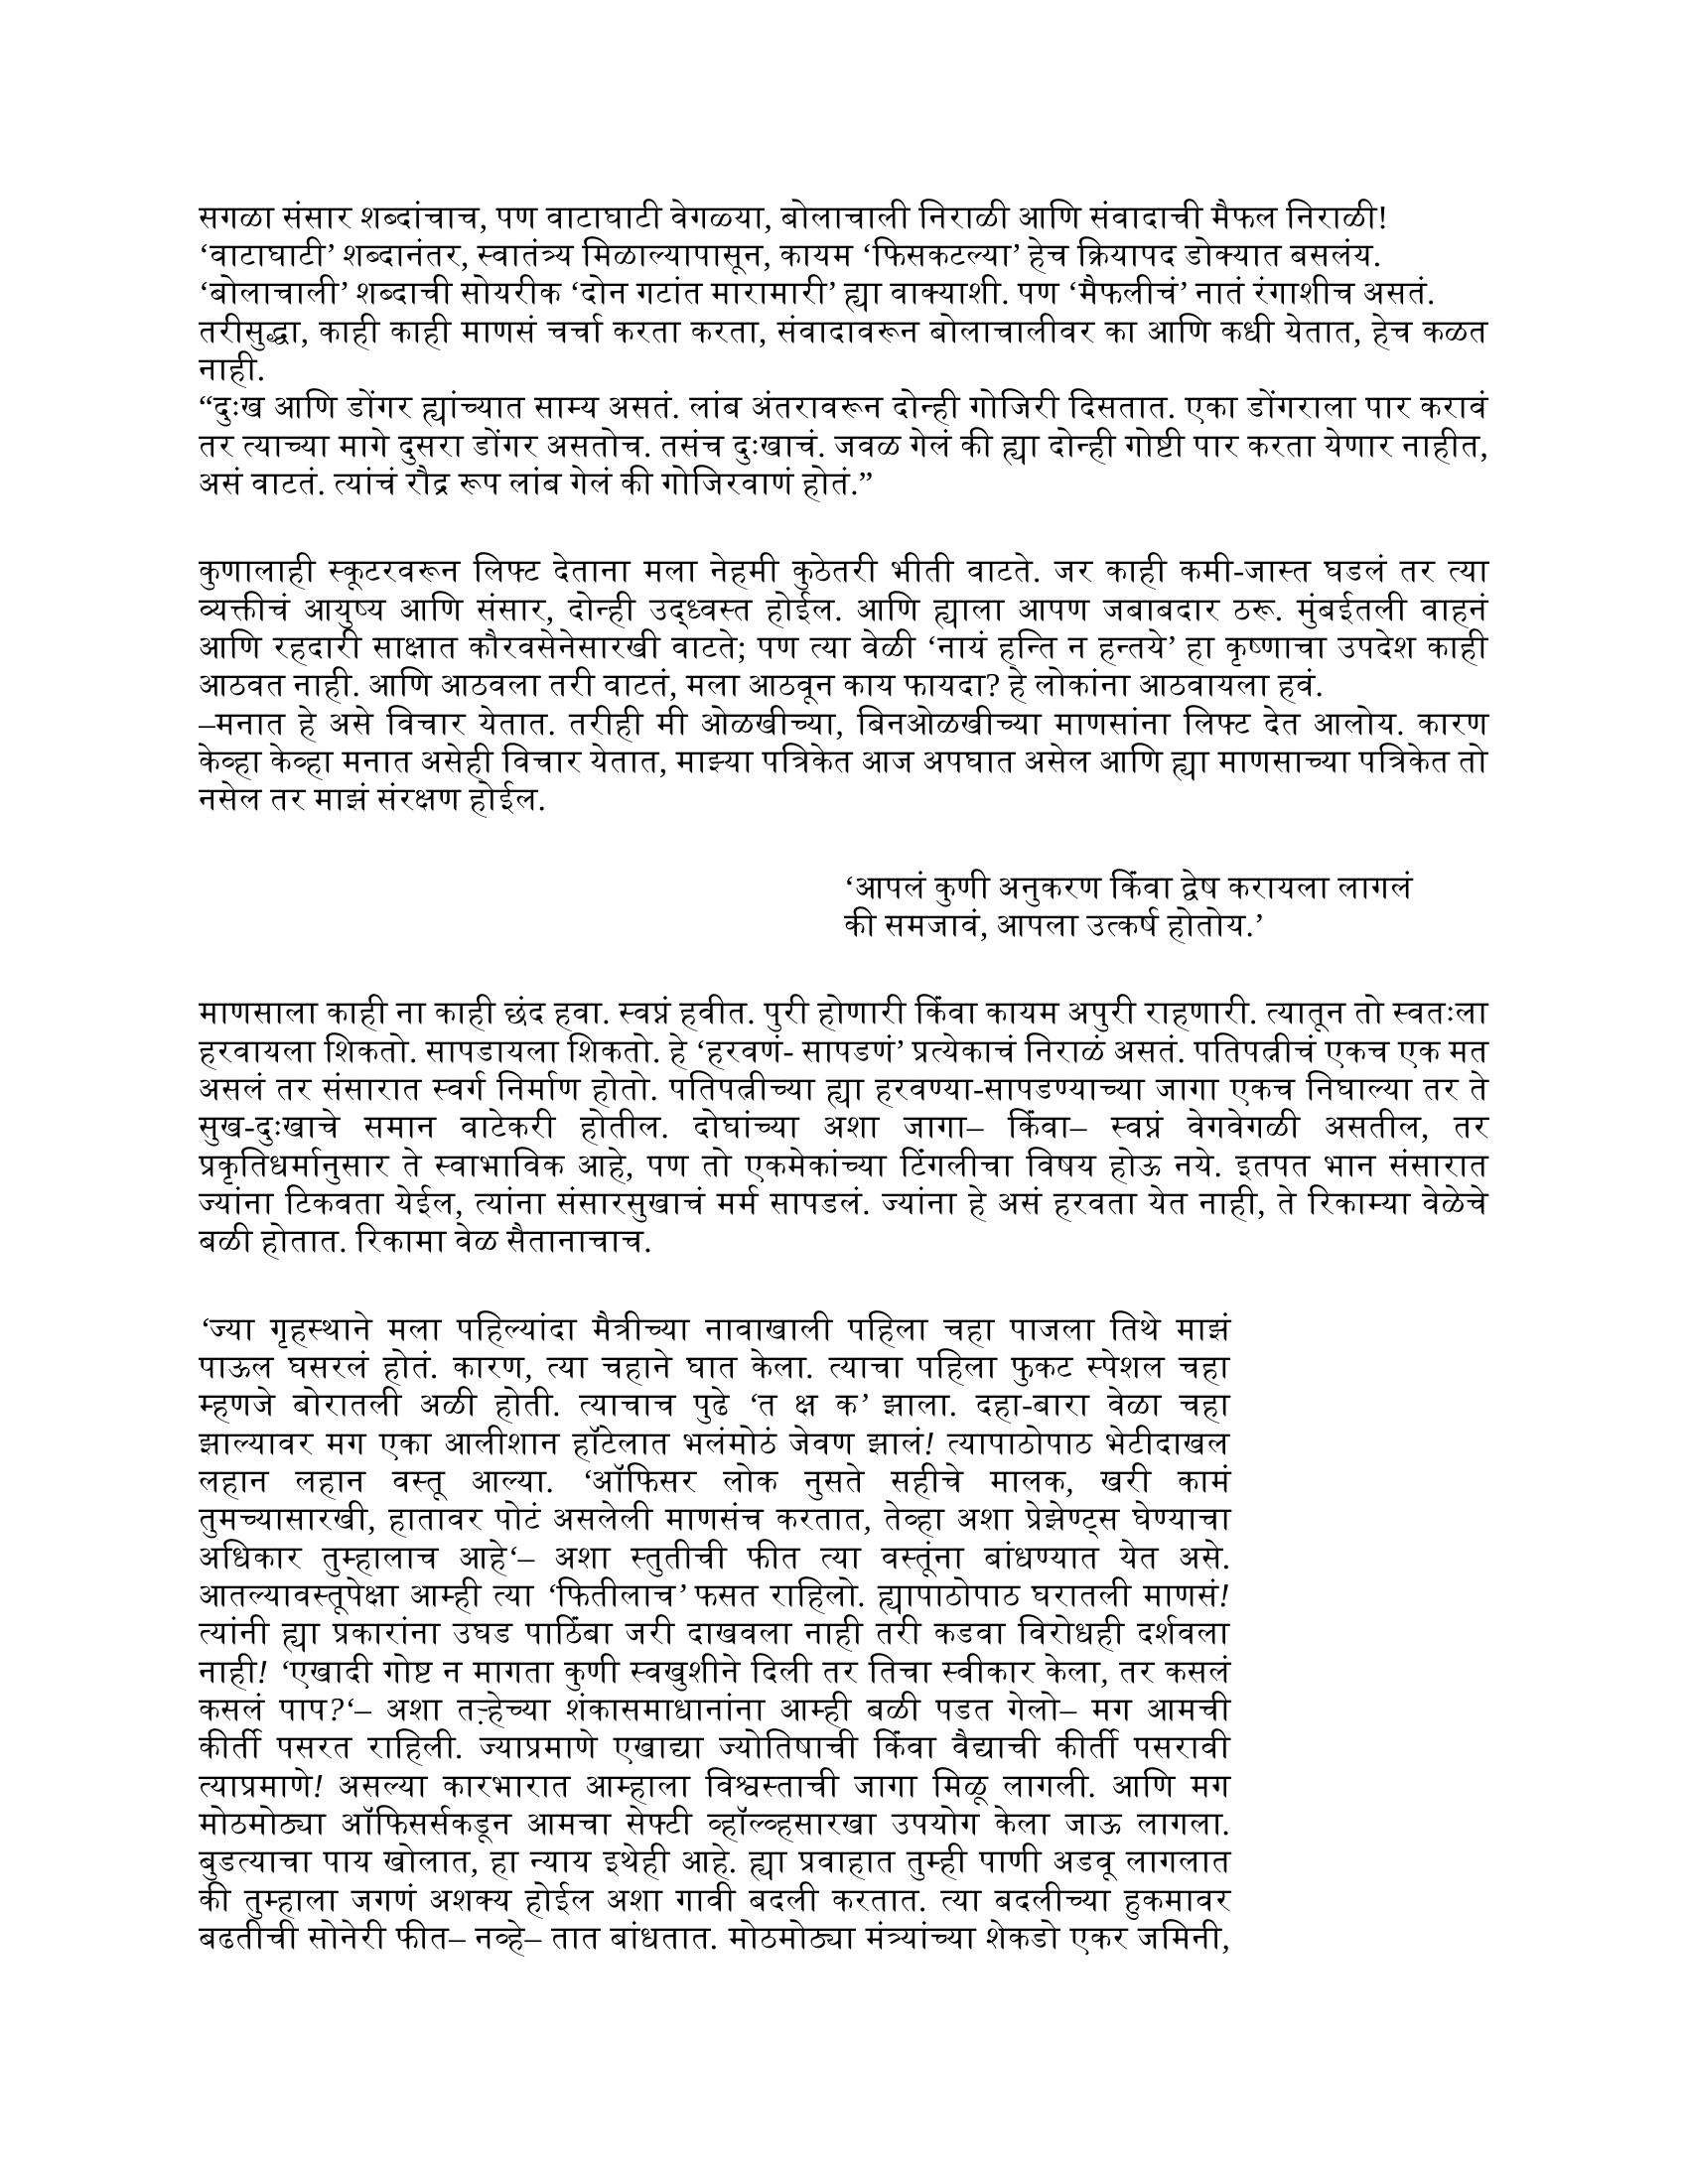 सगळा संसार शब्दांचाच, पण वाटाघाटी वेगळ्या, बोलाचाली निराळी आणि संवादाची मैफल निराळी!
‘वाटाघाटी’ शब्दानंतर, स्वातंत्र्य मिळाल्यापासून, कायम ‘फिसकटल्या’ हेच क्रियापद डोक्यात बसलंय.
‘बोलाचाली’ शब्दाची सोयरीक ‘दोन गटांत मारामारी’ ह्या वाक्याशी. पण ‘मैफलीचं’ नातं रंगाशीच असतं.
तरीसुद्धा, काही काही माणसं चर्चा करता करता, संवादावरून बोलाचालीवर का आणि कधी येतात, हेच कळत
नाही.
“दुःख आणि डोंगर ह्यांच्यात साम्य असतं. लांब अंतरावरून दोन्ही गोजिरी दिसतात. एका डोंगराला पार करावं
तर त्याच्या मागे दुसरा डोंगर असतोच. तसंच दुःखाचं. जवळ गेलं की ह्या दोन्ही गोष्टी पार करता येणार नाहीत,
असं वाटतं. त्यांचं रौद्र रूप लांब गेलं की गोजिरवाणं होतं.”
कुणालाही स्कूटरवरून लिफ्ट देताना मला नेहमी कुठेतरी भीती वाटते. जर काही कमी-जास्त घडलं तर त्या
व्यक्तीचं आयुष्य आणि संसार, दोन्ही उद्ध्वस्त होईल. आणि ह्याला आपण जबाबदार ठरू. मुंबईतली वाहनं
आणि रहदारी साक्षात कौरवसेनेसारखी वाटते; पण त्या वेळी ‘नायं हन्ति न हन्तये’ हा कृष्णाचा उपदेश काही
आठवत नाही. आणि आठवला तरी वाटतं, मला आठवून काय फायदा? हे लोकांना आठवायला हवं.
–मनात हे असे विचार येतात. तरीही मी ओळखीच्या, बिनओळखीच्या माणसांना लिफ्ट देत आलोय. कारण
केव्हा केव्हा मनात असेही विचार येतात, माझ्या पत्रिकेत आज अपघात असेल आणि ह्या माणसाच्या पत्रिकेत तो
नसेल तर माझं संरक्षण होईल.
‘आपलं कुणी अनुकरण किंवा द्वेष करायला लागलं
की समजावं, आपला उत्कर्ष होतोय.’
माणसाला काही ना काही छंद हवा. स्वप्नं हवीत. पुरी होणारी किंवा कायम अपुरी राहणारी. त्यातून तो स्वतःला
हरवायला शिकतो. सापडायला शिकतो. हे ‘हरवणं- सापडणं’ प्रत्येकाचं निराळं असतं. पतिपत्नीचं एकच एक मत
असलं तर संसारात स्वर्ग निर्माण होतो. पतिपत्नीच्या ह्या हरवण्या-सापडण्याच्या जागा एकच निघाल्या तर ते
सुख-दुःखाचे समान वाटेकरी होतील. दोघांच्या अशा जागा– किंवा– स्वप्नं वेगवेगळी असतील, तर
प्रकृतिधर्मानुसार ते स्वाभाविक आहे, पण तो एकमेकांच्या टिंगलीचा विषय होऊ नये. इतपत भान संसारात
ज्यांना टिकवता येईल, त्यांना संसारसुखाचं मर्म सापडलं. ज्यांना हे असं हरवता येत नाही, ते रिकाम्या वेळेचे
बळी होतात. रिकामा वेळ सैतानाचाच.
‘ज्या गृहस्थाने मला पहिल्यांदा मैत्रीच्या नावाखाली पहिला चहा पाजला तिथे माझं
पाऊल घसरलं होतं. कारण, त्या चहाने घात केला. त्याचा पहिला फुकट स्पेशल चहा
म्हणजे बोरातली अळी होती. त्याचाच पुढे ‘त क्ष क’ झाला. दहा-बारा वेळा चहा
झाल्यावर मग एका आलीशान हॉटेलात भलंमोठं जेवण झालं! त्यापाठोपाठ भेटीदाखल
लहान लहान वस्तू आल्या. ‘ऑफिसर लोक नुसते सहीचे मालक, खरी कामं
तुमच्यासारखी, हातावर पोटं असलेली माणसंच करतात, तेव्हा अशा प्रेझेण्ट्स घेण्याचा
अधिकार तुम्हालाच आहे‘– अशा स्तुतीची फीत त्या वस्तूंना बांधण्यात येत असे.
आतल्यावस्तूपेक्षा आम्ही त्या ‘फितीलाच’ फसत राहिलो. ह्यापाठोपाठ घरातली माणसं!
त्यांनी ह्या प्रकारांना उघड पाठिंबा जरी दाखवला नाही तरी कडवा विरोधही दर्शवला
नाही! ‘एखादी गोष्ट न मागता कुणी स्वखुशीने दिली तर तिचा स्वीकार केला, तर कसलं
कसलं पाप?‘– अशा तऱ्हेच्या शंकासमाधानांना आम्ही बळी पडत गेलो– मग आमची
कीर्ती पसरत राहिली. ज्याप्रमाणे एखाद्या ज्योतिषाची किंवा वैद्याची कीर्ती पसरावी
त्याप्रमाणे! असल्या कारभारात आम्हाला विश्वस्ताची जागा मिळू लागली. आणि मग
मोठमोठ्या ऑफिसर्सकडून आमचा सेफ्टी व्हॉल्व्हसारखा उपयोग केला जाऊ लागला.
बुडत्याचा पाय खोलात, हा न्याय इथेही आहे. ह्या प्रवाहात तुम्ही पाणी अडवू लागलात
की तुम्हाला जगणं अशक्य होईल अशा गावी बदली करतात. त्या बदलीच्या हुकमावर
बढतीची सोनेरी फीत– नव्हे– तात बांधतात. मोठमोठ्या मंत्र्यांच्या शेकडो एकर जमिनी,